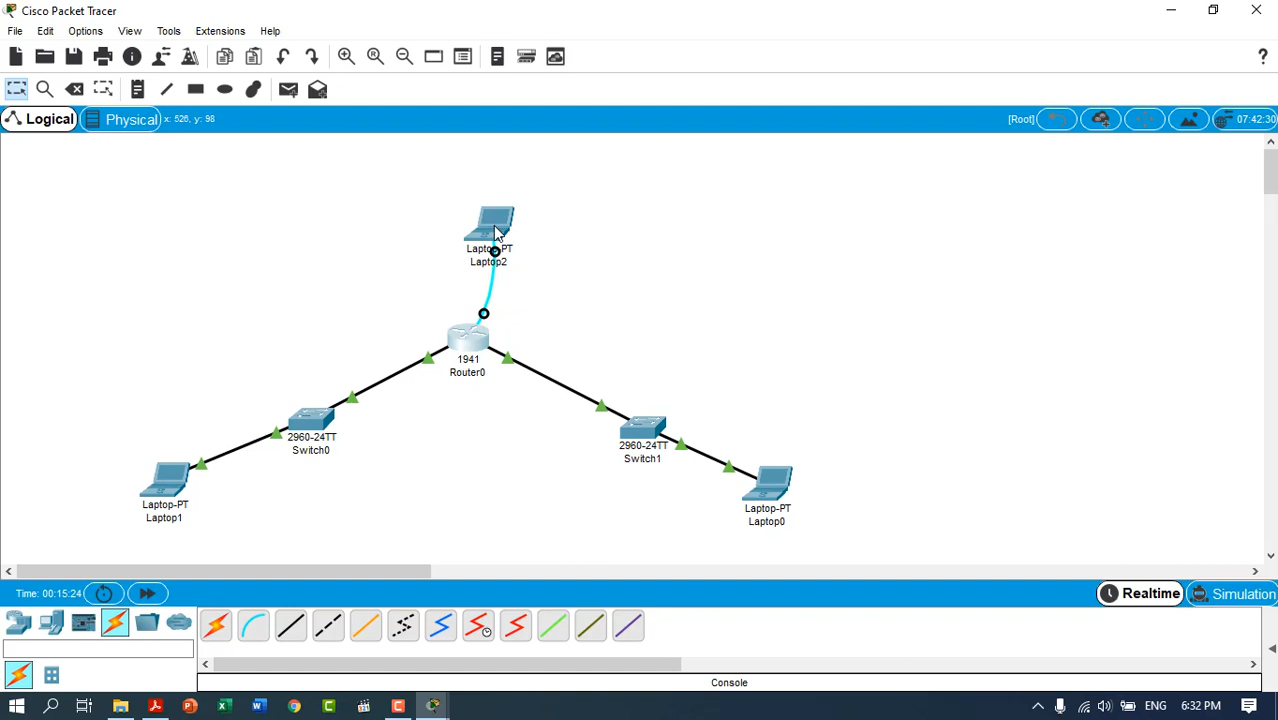 Cisco Packet Tracer
File Edit Options View Tools Extensions Help
Logical Physical x: 526, y: 98 [Root] 07:42:30
Laptop-PT
Laptop2
1941
Router0
2960-24TT
Switch0
2960-24TT
Switch1
Laptop-PT
Laptop1
Laptop-PT
Laptop0
Time: 00:15:24 Realtime Simulation
Console
ENG 6:32 PM